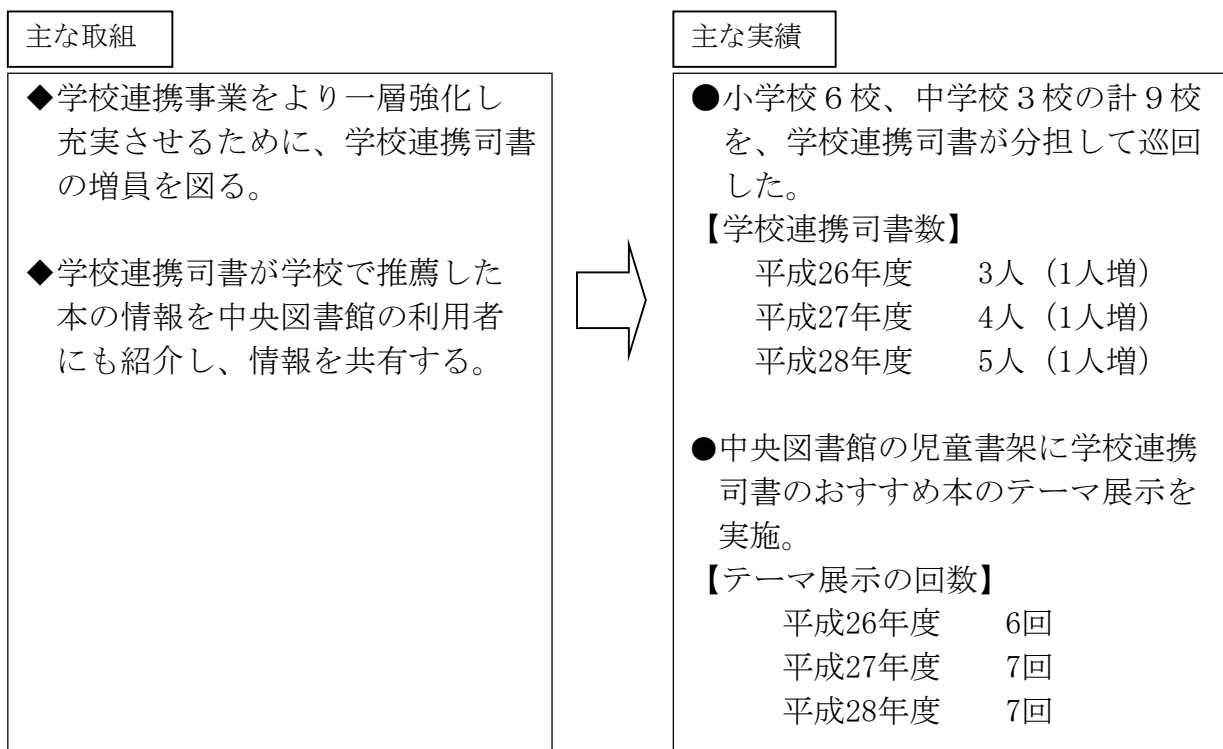 主な取組
◆学校連携事業をより一層強化し
充実させるために、学校連携司書
の増員を図る。
◆学校連携司書が学校で推薦した
本の情報を中央図書館の利用者
にも紹介し、情報を共有する。
主な実績
●小学校６校、中学校３校の計９校
を、学校連携司書が分担して巡回
した。
【学校連携司書数】
平成26年度　　3人（1人増）
平成27年度　　4人（1人増）
平成28年度　　5人（1人増）
●中央図書館の児童書架に学校連携
司書のおすすめ本のテーマ展示を
実施。
【テーマ展示の回数】
平成26年度　　6回
平成27年度　　7回
平成28年度　　7回